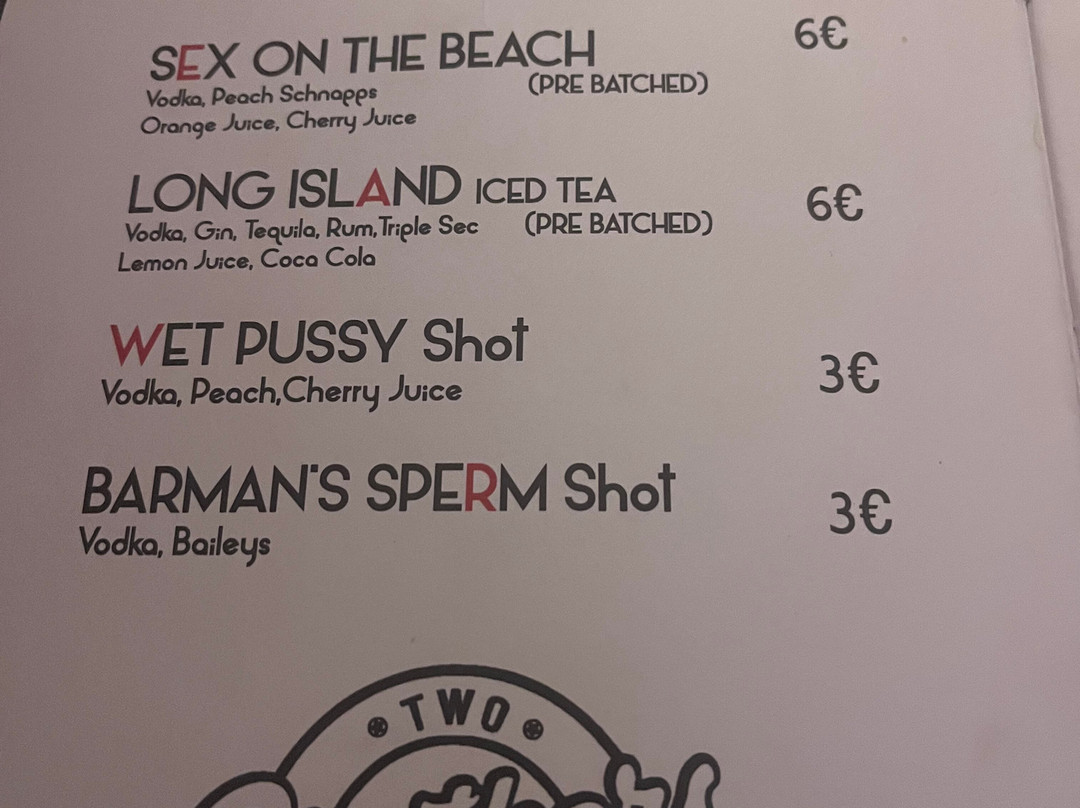 SEX ON THE BEACH 6€
(PRE BATCHED)
Vodka, Peach Schnapps
Orange Juice, Cherry Juice
LONG ISLAND ICED TEA 6€
Vodka, Gin, Tequila, Rum,Triple Sec (PRE BATCHED)
Lemon Juice, Coca Cola
WET PUSSY Shot
Vodka, Peach,Cherry Juice 3€
BARMAN'S SPERM Shot 3€
Vodka, Baileys
TWO